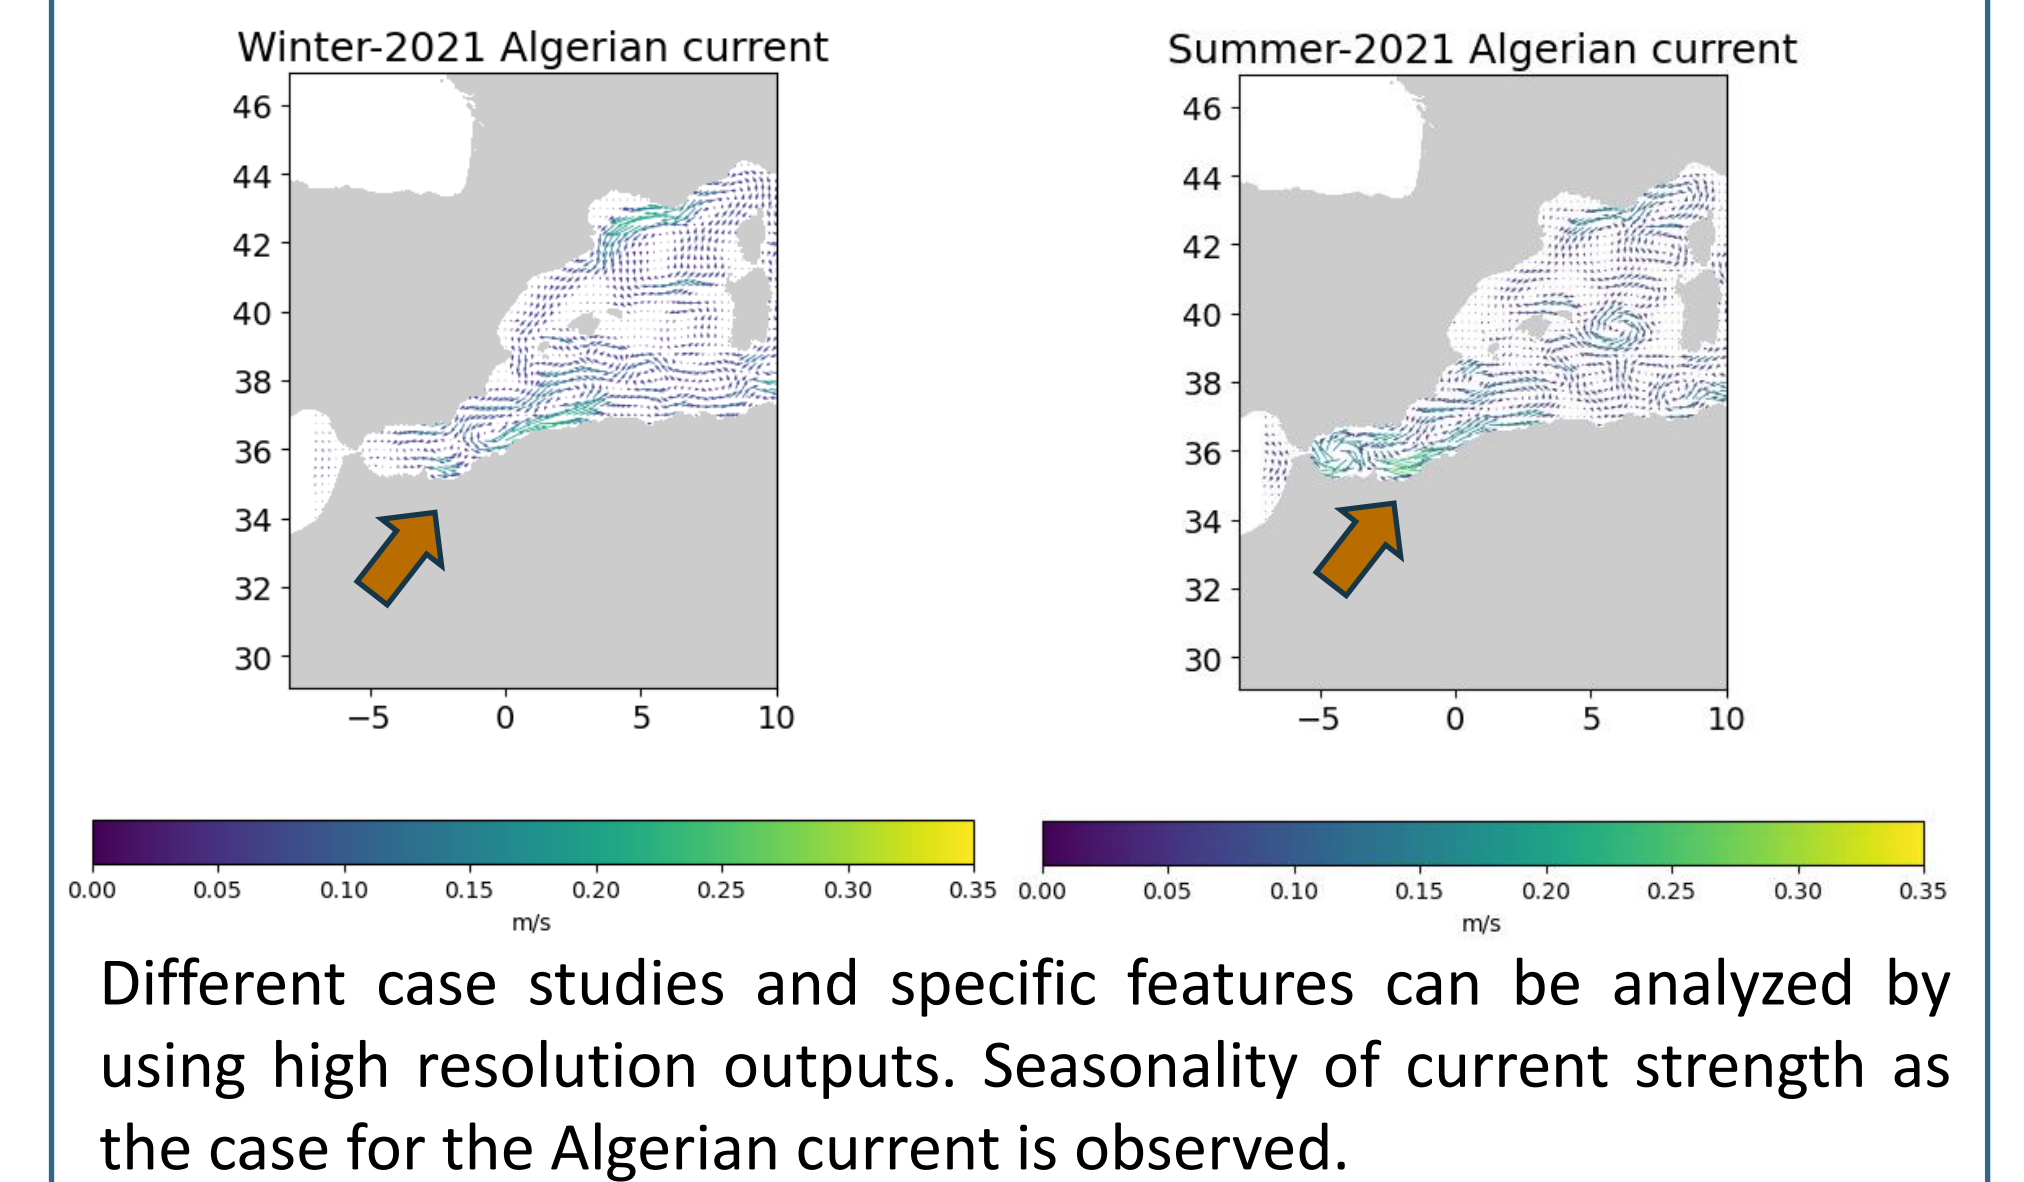 Winter-2021 Algerian current
46
44
42
40
38
36
34
32
30
−5 0 5 10
0.00 0.05 0.10 0.15 0.20 0.25 0.30 0.35
m/s
Summer-2021 Algerian current
46
44
42
40
38
36
34
32
30
−5 0 5 10
0.00 0.05 0.10 0.15 0.20 0.25 0.30 0.35
m/s
Different case studies and specific features can be analyzed by
using high resolution outputs. Seasonality of current strength as
the case for the Algerian current is observed.